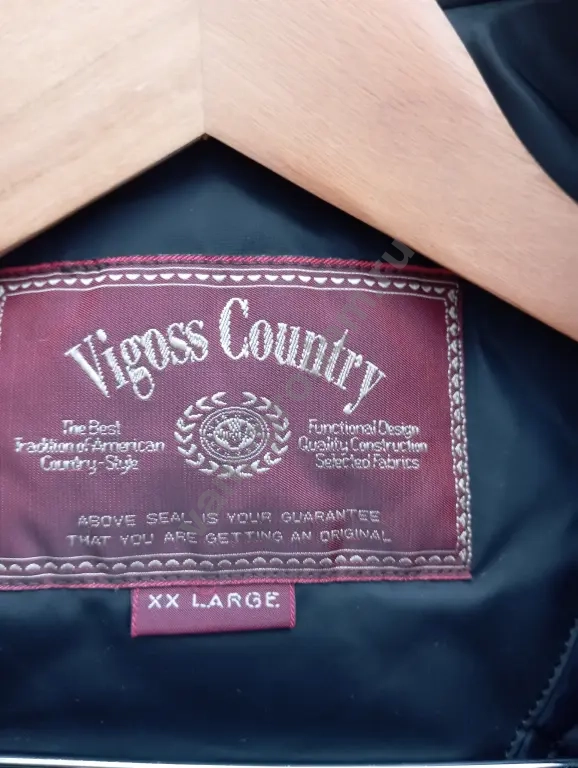 Vigoss Country
The Best
Tradition of American
Country-Style
Functional Design
Quality Construction
Selected Fabrics
ABOVE SEAL IS YOUR GUARANTEE
THAT YOU ARE GETTING AN ORIGINAL
XX LARGE